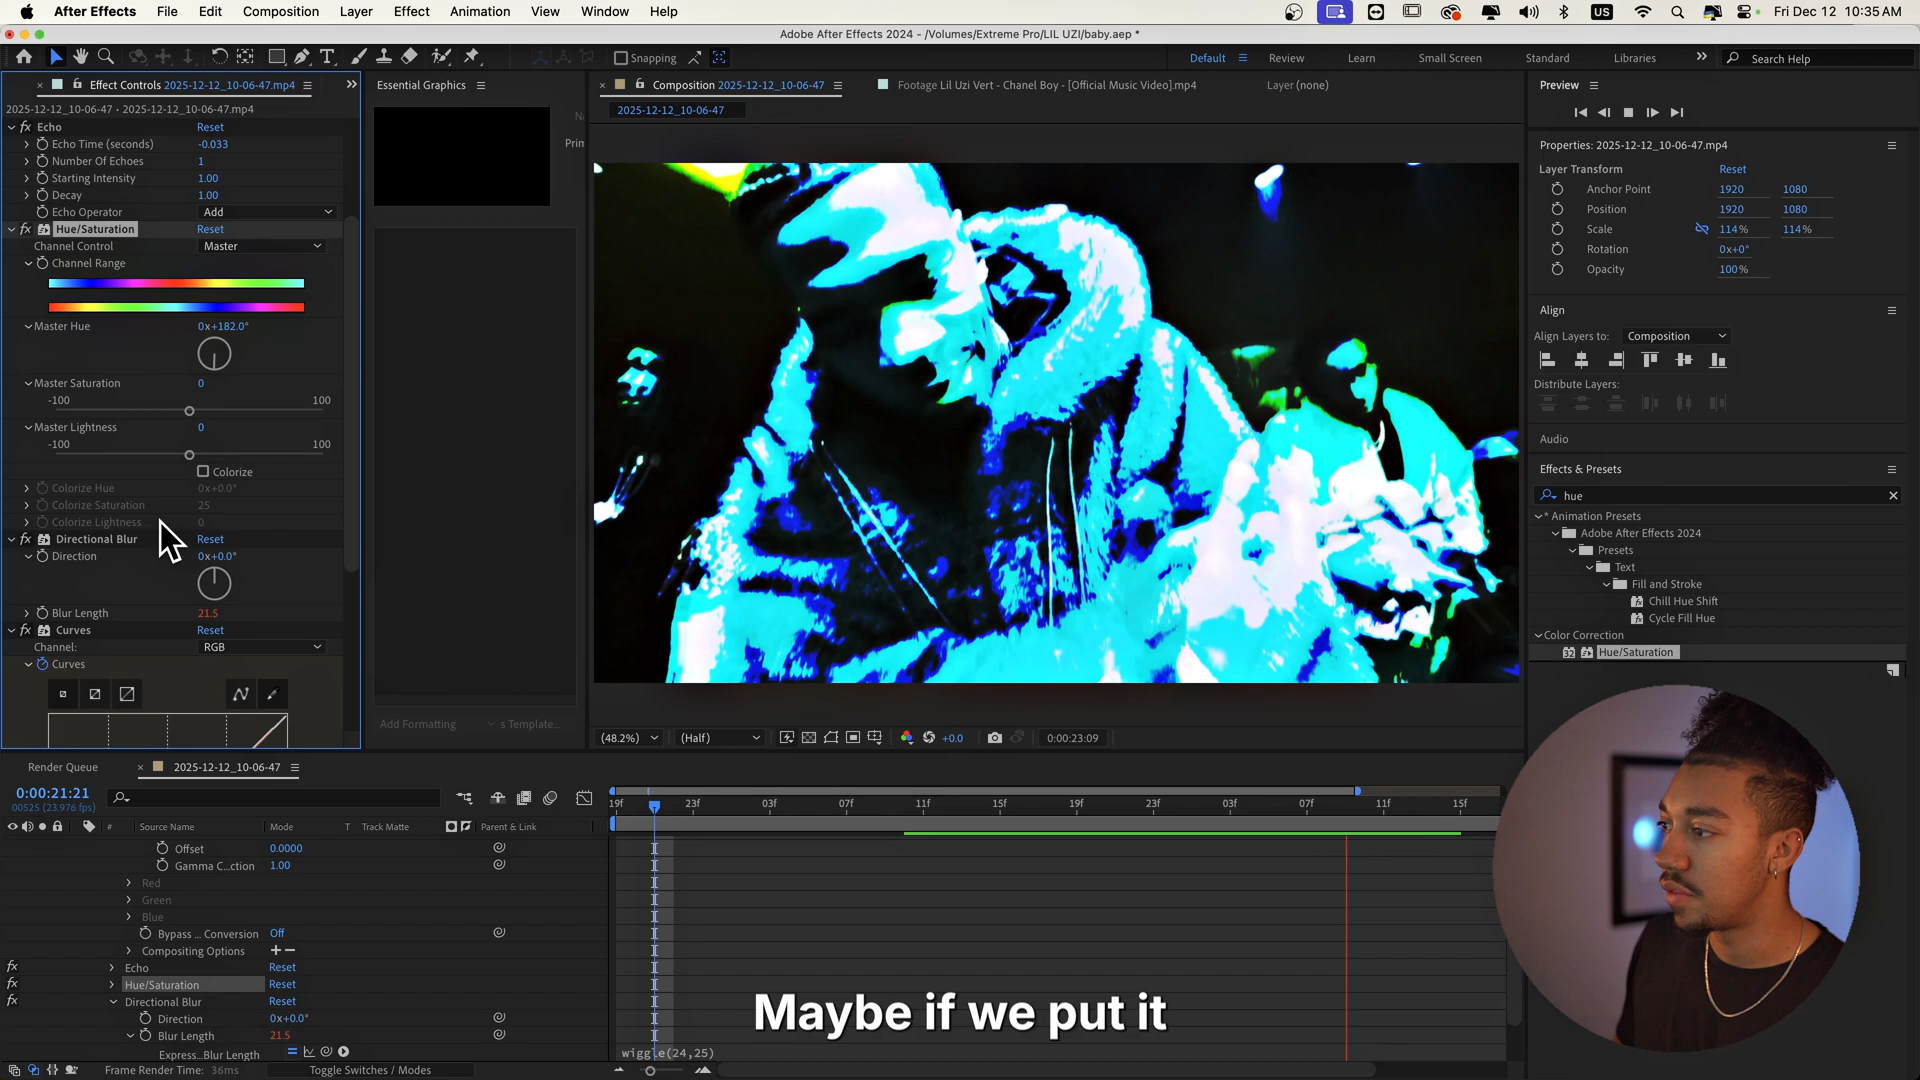 After Effects File Edit Composition Layer Effect Animation View Window Help US Fri Dec 12 10:35 AM
Adobe After Effects 2024 - /Volumes/Extreme Pro/LIL UZI/baby.aep *
Snapping Default Review Learn Small Screen Standard Libraries Search Help
Effect Controls 2025-12-12_10-06-47.mp4
2025-12-12_10-06-47 • 2025-12-12_10-06-47.mp4
fx Echo Reset
Echo Time (seconds) -0.033
Number Of Echoes 1
Starting Intensity 1.00
Decay 1.00
Echo Operator Add
fx Hue/Saturation Reset
Channel Control Master
Channel Range
Master Hue 0x+182.0°
Master Saturation 0
-100 100
Master Lightness 0
-100 100
Colorize
Colorize Hue 0x+0.0°
Colorize Saturation 25
Colorize Lightness 0
fx Directional Blur Reset
Direction 0x+0.0°
Blur Length 21.5
fx Curves Reset
Channel: RGB
Curves
Essential Graphics
Prim
Add Formatting s Template...
Composition 2025-12-12_10-06-47
Footage Lil Uzi Vert - Chanel Boy - [Official Music Video].mp4
Layer (none)
2025-12-12_10-06-47
(48.2%) (Half) +0.0 0:00:23:09
Preview
Properties: 2025-12-12_10-06-47.mp4
Layer Transform Reset
Anchor Point 1920 1080
Position 1920 1080
Scale 114% 114%
Rotation 0x+0°
Opacity 100%
Align
Align Layers to: Composition
Distribute Layers:
Audio
Effects & Presets
hue
* Animation Presets
Adobe After Effects 2024
Presets
Text
Fill and Stroke
Chill Hue Shift
Cycle Fill Hue
Color Correction
32 Hue/Saturation
Render Queue 2025-12-12_10-06-47
0:00:21:21
00525 (23.976 fps)
19f 23f 03f 07f 11f 15f 19f 23f 03f 07f 11f 15f
# Source Name Mode T Track Matte Parent & Link
Offset 0.0000
Gamma C...ction 1.00
Red
Green
Blue
Bypass ... Conversion Off
Compositing Options
fx Echo Reset
fx Hue/Saturation Reset
fx Directional Blur Reset
Direction 0x+0.0°
Blur Length 21.5
Express...Blur Length
wiggle(24,25)
Frame Render Time: 36ms Toggle Switches / Modes
Maybe if we put it